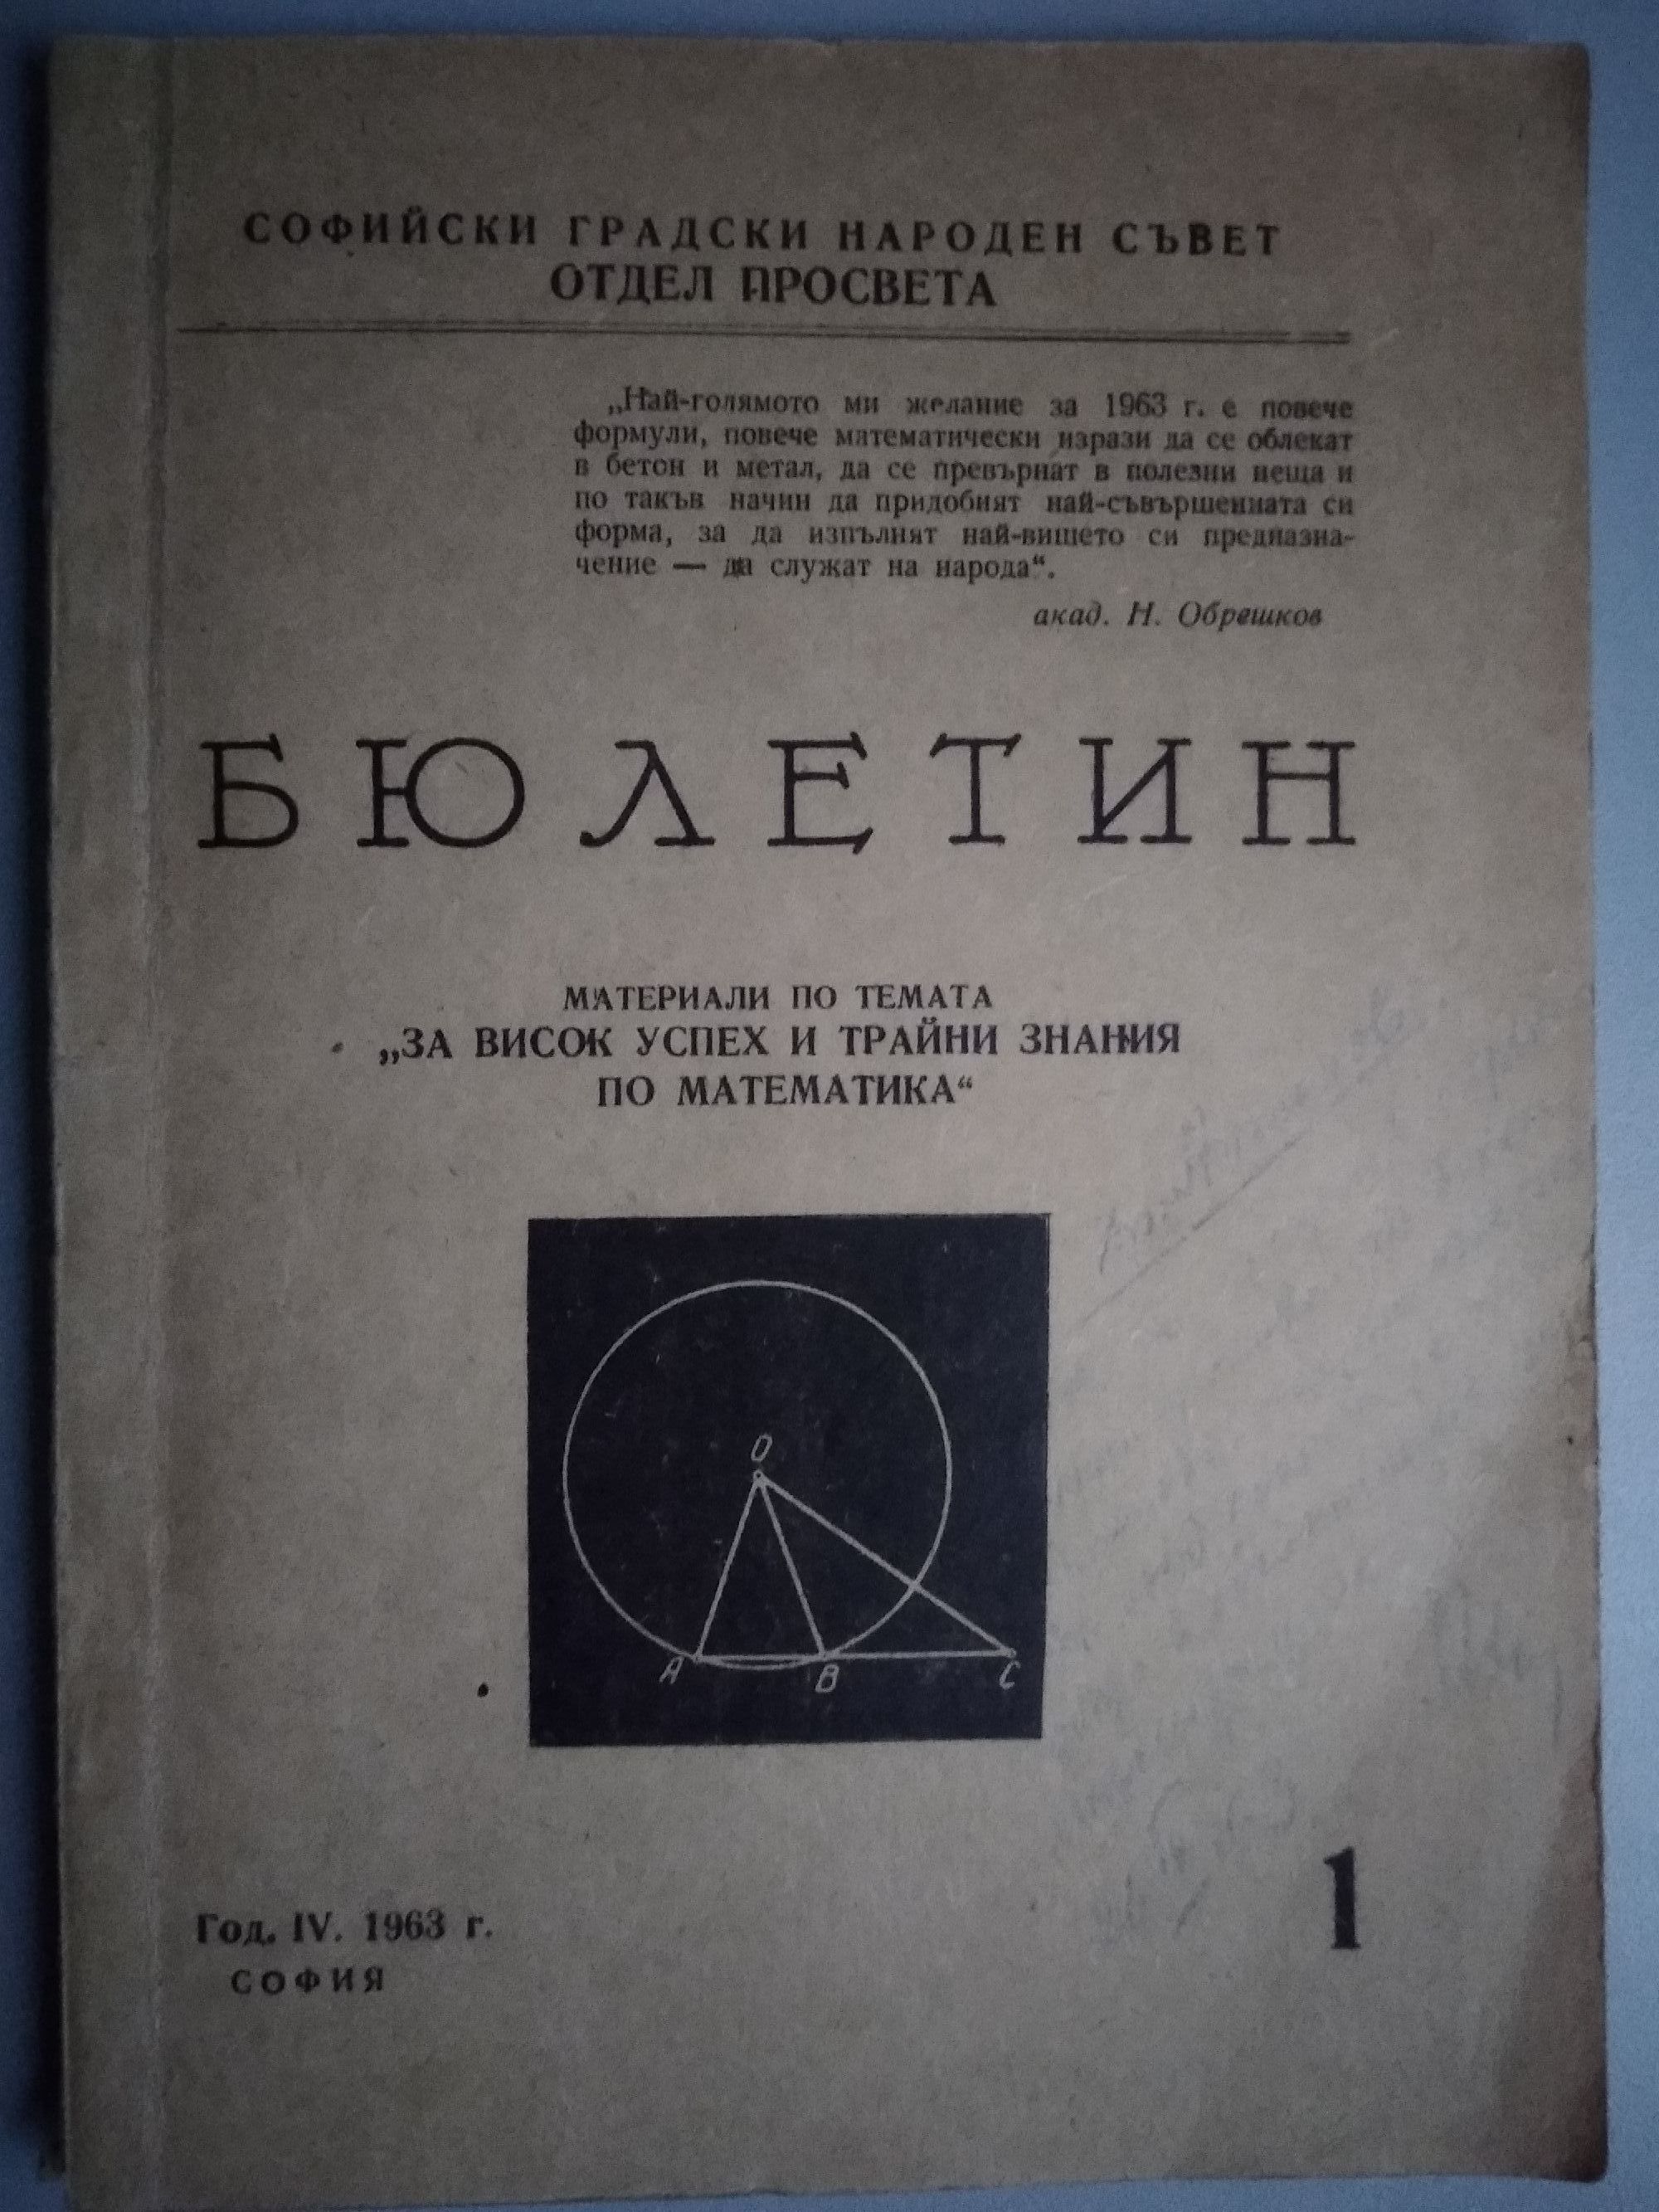 СОФИЙСКИ ГРАДСКИ НАРОДЕН СЪВЕТ
ОТДЕЛ ПРОСВЕТА
„Най-голямото ми желание за 1963 г. е повече
формули, повече математически изрази да се облекат
в бетон и метал, да се превърнат в полезни неща и
по такъв начин да придобият най-съвършенната си
форма, за да изпълнят най-вишето си предназна-
чение — да служат на народа“.
акад. Н. Обрешков
БЮЛЕТИН
МАТЕРИАЛИ ПО ТЕМАТА
„ЗА ВИСОК УСПЕХ И ТРАЙНИ ЗНАНИЯ
ПО МАТЕМАТИКА“
O
A B C
1
Год. IV. 1963 г.
СОФИЯ